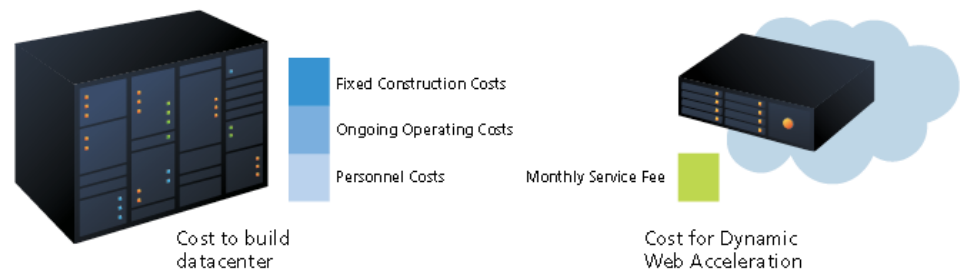 Fixed Construction Costs
Ongoing Operating Costs
Personnel Costs
Cost to build
datacenter
Monthly Service Fee
Cost for Dynamic
Web Acceleration